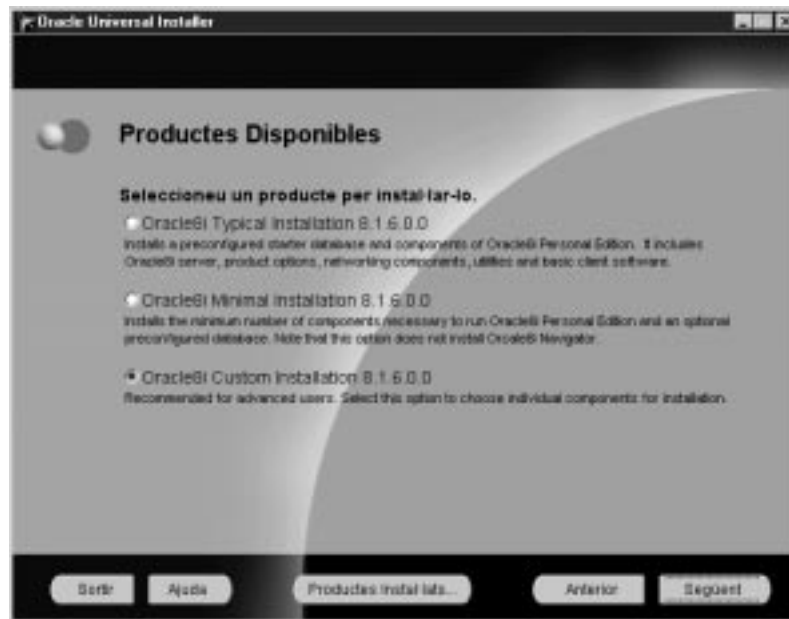 Oracle Universal Installer
Productes Disponibles
Seleccioneu un producte per instal·lar-lo.
Oracle8i Typical Installation 8.1.6.0.0
Installs a preconfigured starter database and components of Oracle8i Personal Edition. It includes
Oracle8i server, product options, networking components, utilities and basic client software.
Oracle8i Minimal Installation 8.1.6.0.0
Installs the minimum number of components necessary to run Oracle8i Personal Edition and an optional
preconfigured database. Note that this option does not install Oracle8i Navigator.
Oracle8i Custom Installation 8.1.6.0.0
Recommended for advanced users. Select this option to choose individual components for installation.
Sortir
Ajuda
Productes instal·lats...
Anterior
Següent